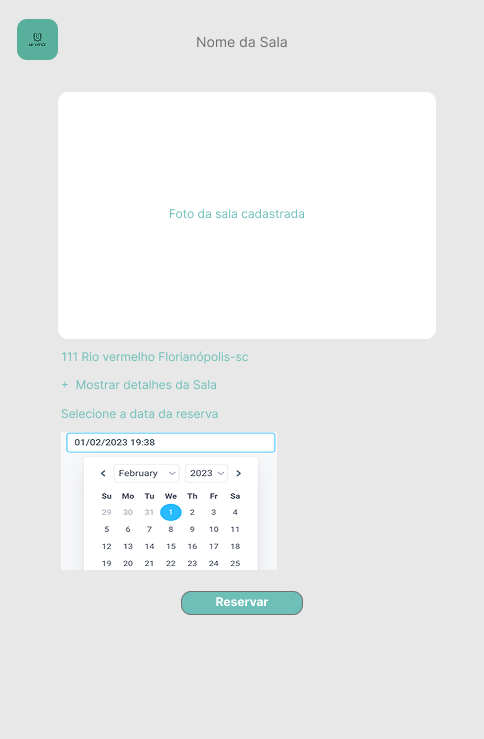 MY OFFICE
Nome da Sala
Foto da sala cadastrada
111 Rio vermelho Florianópolis-sc
+ Mostrar detalhes da Sala
Selecione a data da reserva
01/02/2023 19:38
February 2023
Su Mo Tu We Th Fr Sa
29 30 31 1 2 3 4
5 6 7 8 9 10 11
12 13 14 15 16 17 18
19 20 21 22 23 24 25
Reservar